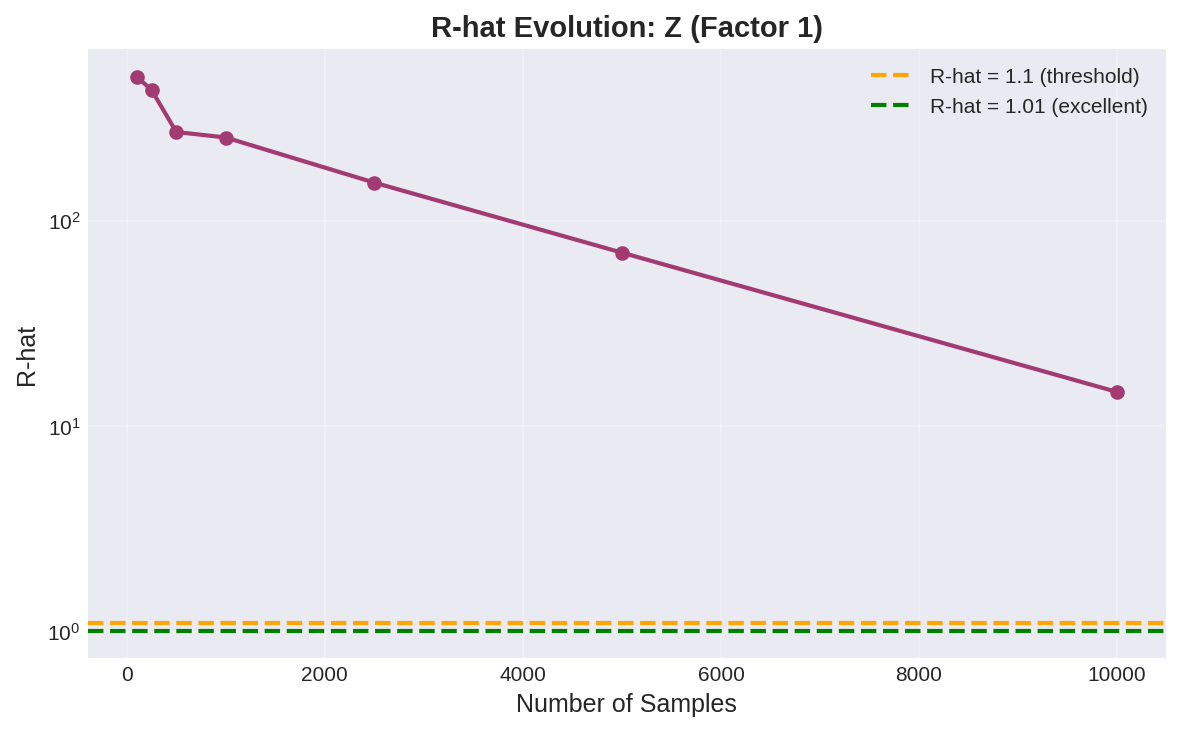 R-hat Evolution: Z (Factor 1)
R-hat = 1.1 (threshold)
R-hat = 1.01 (excellent)
R-hat
10²
10¹
10⁰
0 2000 4000 6000 8000 10000
Number of Samples